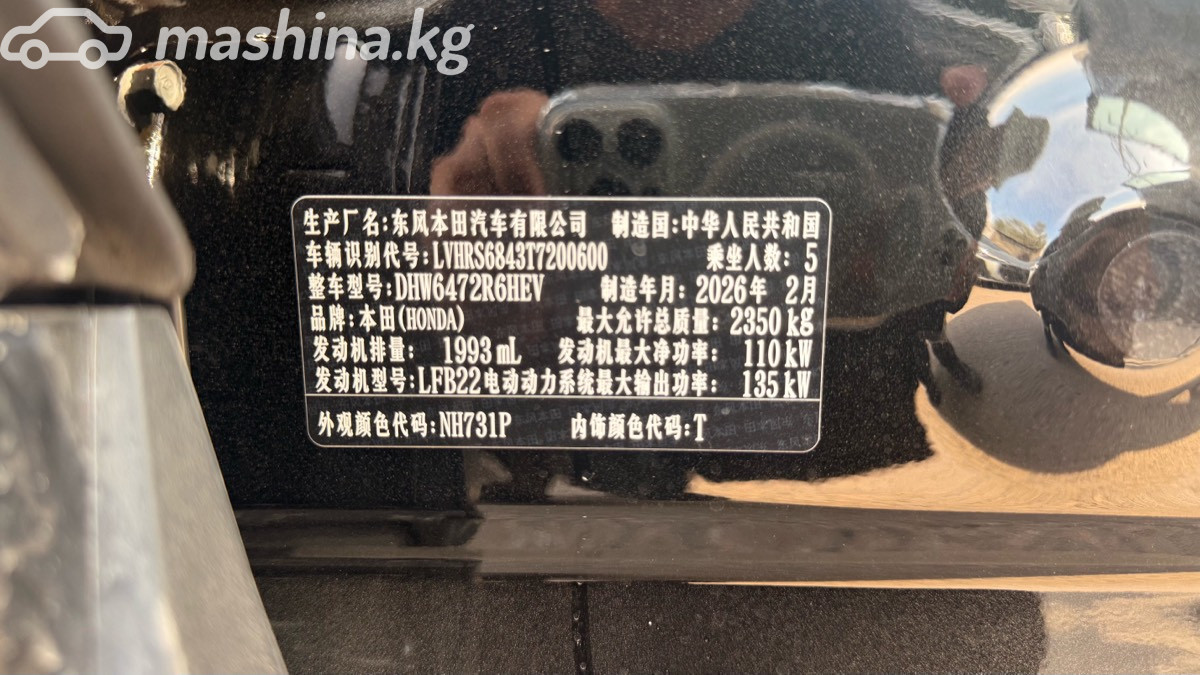 mashina.kg
生产厂名:东风本田汽车有限公司 制造国:中华人民共和国
车辆识别代号:LVHRS6843T7200600 乘坐人数: 5
整车型号:DHW6472R6HEV 制造年月: 2026年 2月
品牌:本田(HONDA) 最大允许总质量: 2350 kg
发动机排量: 1993 mL 发动机最大净功率: 110 kW
发动机型号:LFB22 电动动力系统最大输出功率: 135 kW
外观颜色代码:NH731P 内饰颜色代码:T